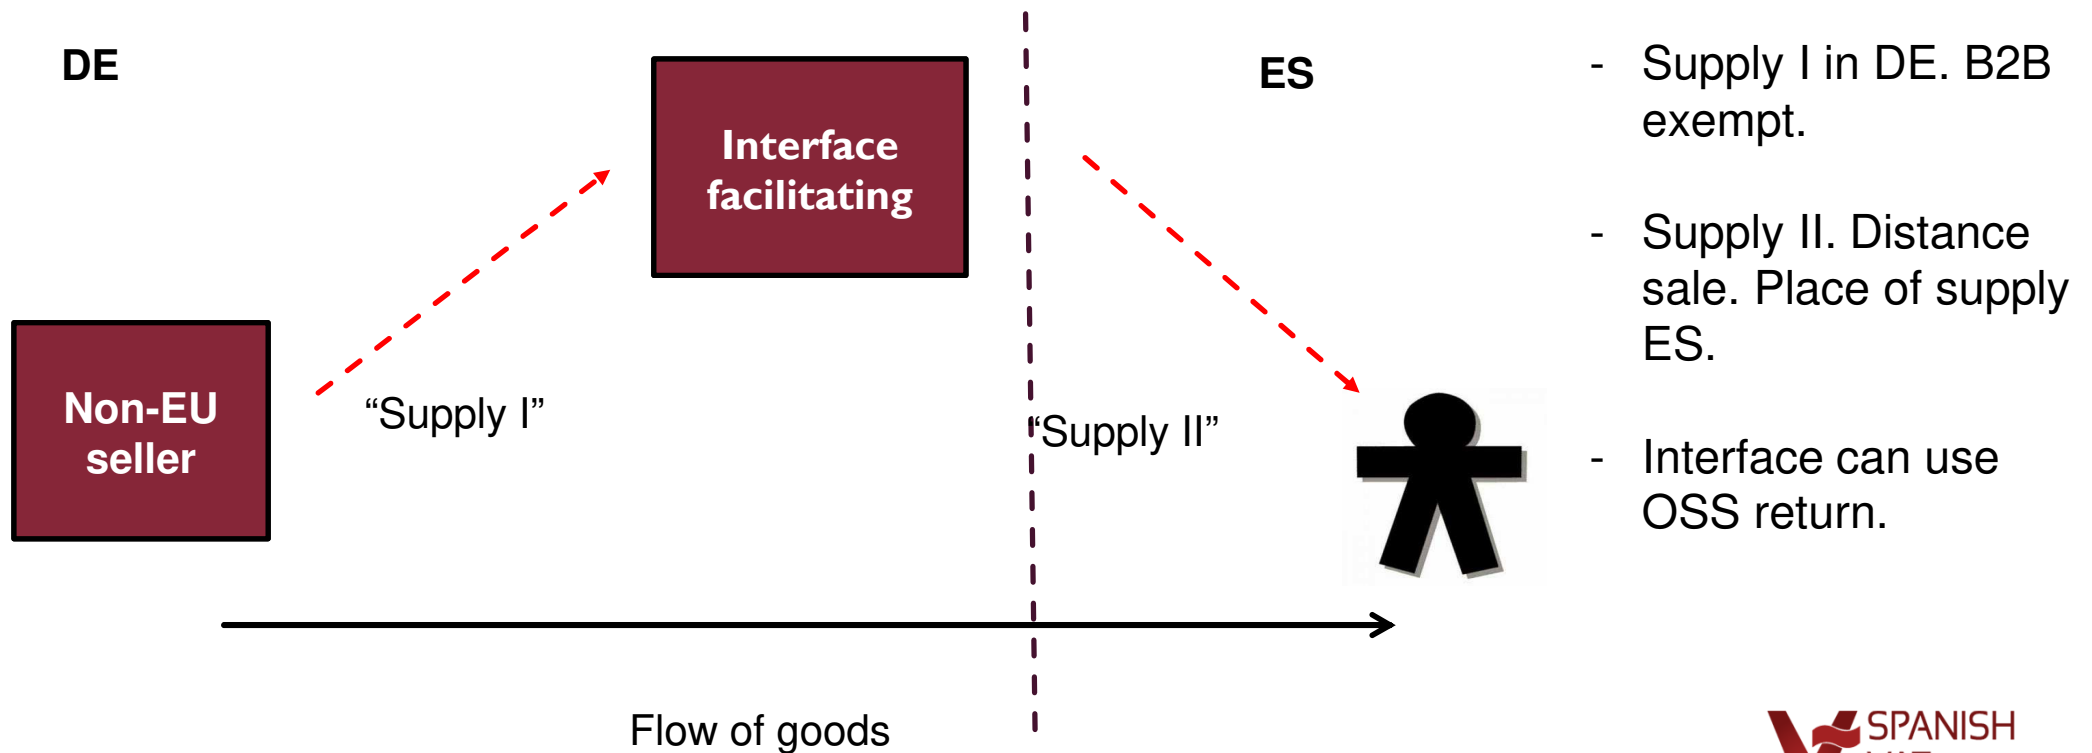 DE
Interface
facilitating
ES
Non-EU
seller
“Supply I”
“Supply II”
Flow of goods
- Supply I in DE. B2B
exempt.
- Supply II. Distance
sale. Place of supply
ES.
- Interface can use
OSS return.
SPANISH